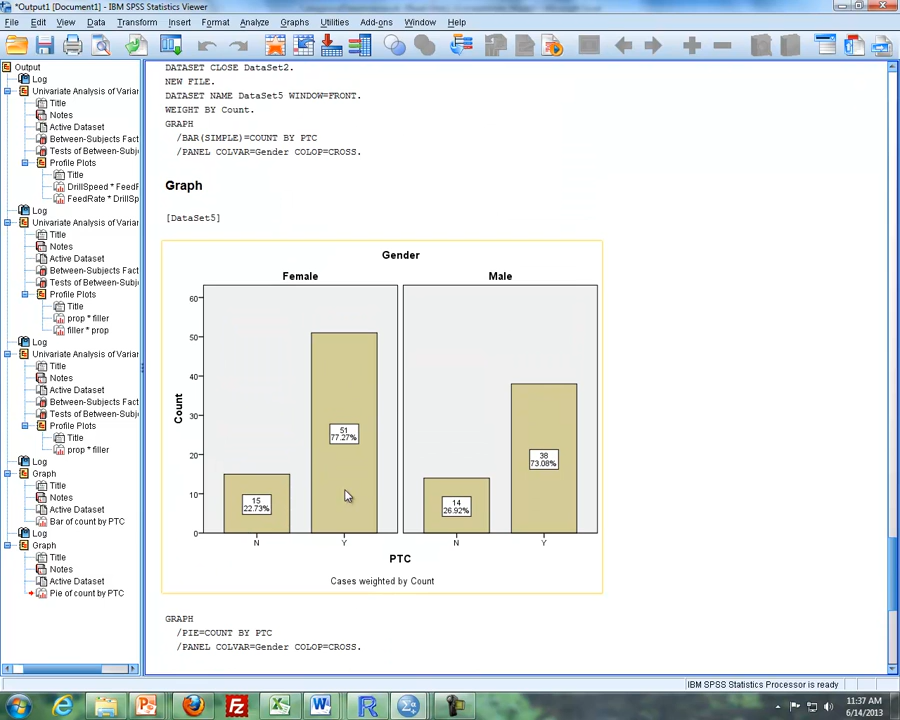 *Output1 [Document1] - IBM SPSS Statistics Viewer
File Edit View Data Transform Insert Format Analyze Graphs Utilities Add-ons Window Help
Output
Log
Univariate Analysis of Varian
Title
Notes
Active Dataset
Between-Subjects Fact
Tests of Between-Subj
Profile Plots
Title
DrillSpeed * FeedF
FeedRate * DrillSp
Log
Univariate Analysis of Varian
Title
Notes
Active Dataset
Between-Subjects Fact
Tests of Between-Subj
Profile Plots
Title
prop * filler
filler * prop
Log
Univariate Analysis of Varian
Title
Notes
Active Dataset
Between-Subjects Fact
Tests of Between-Subj
Profile Plots
Title
prop * filler
Log
Graph
Title
Notes
Active Dataset
Bar of count by PTC
Log
Graph
Title
Notes
Active Dataset
Pie of count by PTC
DATASET CLOSE DataSet2.
NEW FILE.
DATASET NAME DataSet5 WINDOW=FRONT.
WEIGHT BY Count.
GRAPH
/BAR(SIMPLE)=COUNT BY PTC
/PANEL COLVAR=Gender COLOP=CROSS.
Graph
[DataSet5]
Gender
Female Male
60
50
40
30
20
10
0
Count
15
22.73%
51
77.27%
14
26.92%
38
73.08%
N Y N Y
PTC
Cases weighted by Count
GRAPH
/PIE=COUNT BY PTC
/PANEL COLVAR=Gender COLOP=CROSS.
IBM SPSS Statistics Processor is ready
11:37 AM
6/14/2013